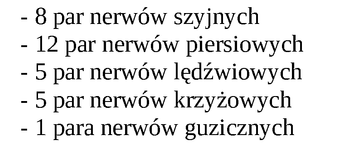 - 8 par nerwów szyjnych
- 12 par nerwów piersiowych
- 5 par nerwów lędźwiowych
- 5 par nerwów krzyżowych
- 1 para nerwów guzicznych